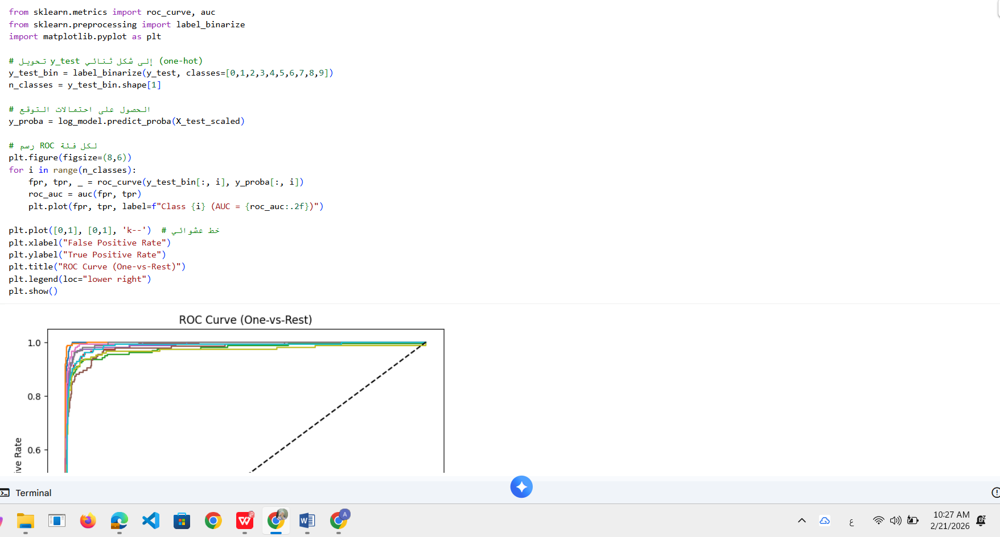 from sklearn.metrics import roc_curve, auc
from sklearn.preprocessing import label_binarize
import matplotlib.pyplot as plt
# تحويل y_test إلى شكل ثنائي (one-hot)
y_test_bin = label_binarize(y_test, classes=[0,1,2,3,4,5,6,7,8,9])
n_classes = y_test_bin.shape[1]
# الحصول على احتمالات التوقع
y_proba = log_model.predict_proba(X_test_scaled)
# رسم ROC لكل فئة
plt.figure(figsize=(8,6))
for i in range(n_classes):
    fpr, tpr, _ = roc_curve(y_test_bin[:, i], y_proba[:, i])
    roc_auc = auc(fpr, tpr)
    plt.plot(fpr, tpr, label=f"Class {i} (AUC = {roc_auc:.2f})")
plt.plot([0,1], [0,1], 'k--')  # خط عشوائي
plt.xlabel("False Positive Rate")
plt.ylabel("True Positive Rate")
plt.title("ROC Curve (One-vs-Rest)")
plt.legend(loc="lower right")
plt.show()
ROC Curve (One-vs-Rest)
1.0
0.8
0.6
Rate
Terminal
A
ع
10:27 AM
2/21/2026